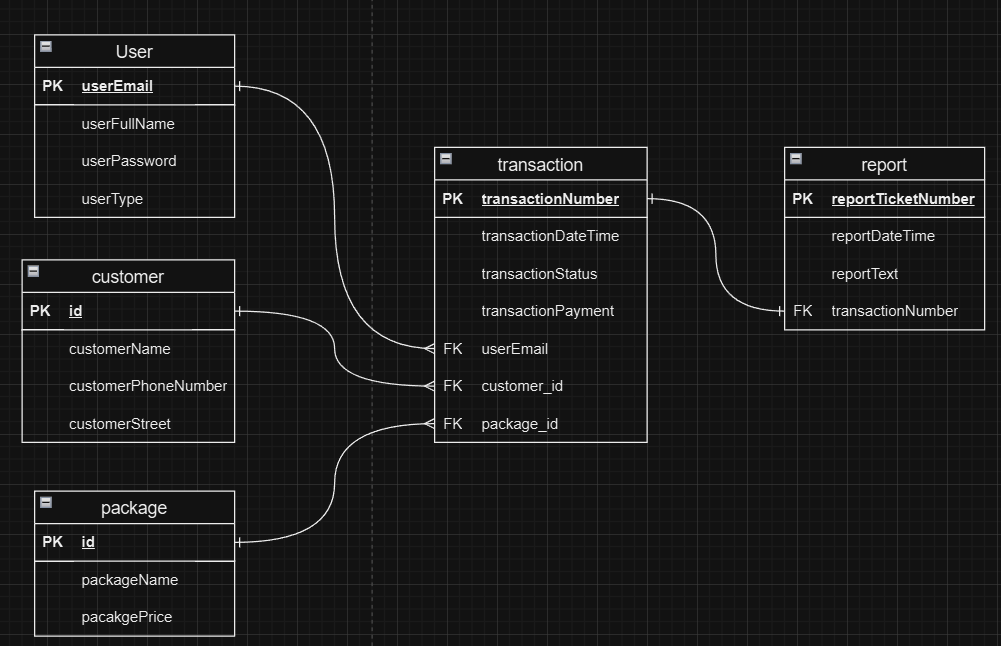 User
PK userEmail
userFullName
userPassword
userType
customer
PK id
customerName
customerPhoneNumber
customerStreet
package
PK id
packageName
pacakgePrice
transaction
PK transactionNumber
transactionDateTime
transactionStatus
transactionPayment
FK userEmail
FK customer_id
FK package_id
report
PK reportTicketNumber
reportDateTime
reportText
FK transactionNumber